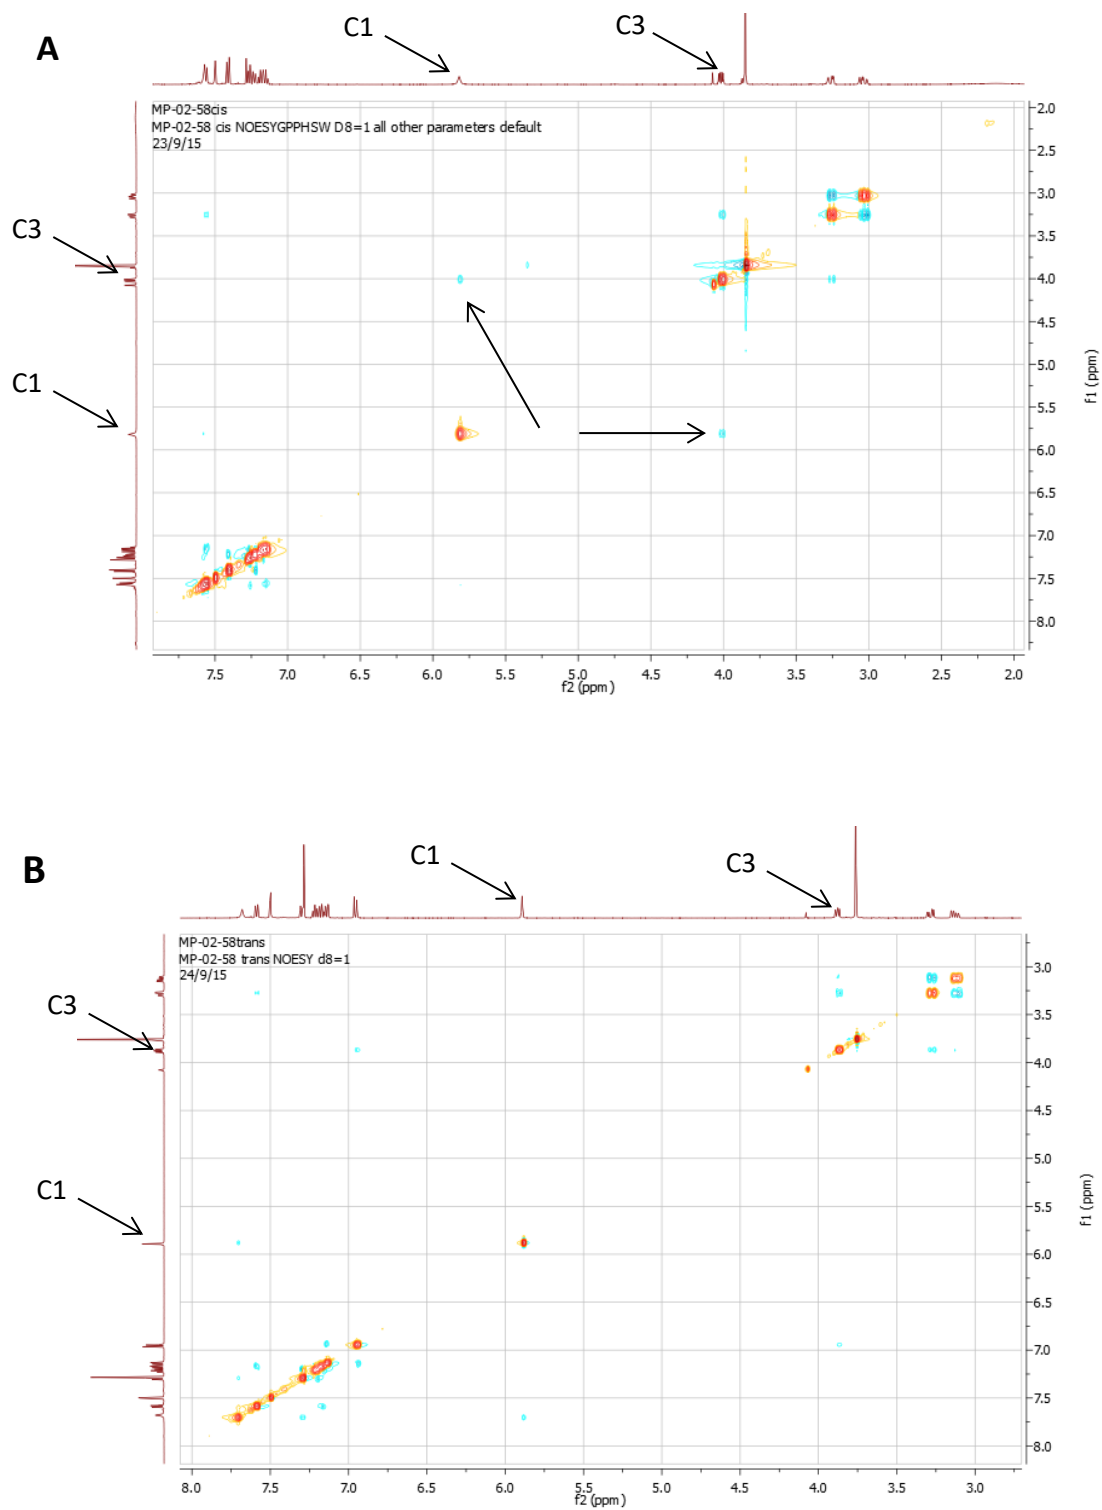 A
C1
C3
MP-02-58cis
MP-02-58 cis NOESYGPPHSW D8=1 all other parameters default
23/9/15
C3
C1
2.0
2.5
3.0
3.5
4.0
4.5
5.0
5.5
6.0
6.5
7.0
7.5
8.0
f1 (ppm)
7.5 7.0 6.5 6.0 5.5 5.0 4.5 4.0 3.5 3.0 2.5 2.0
f2 (ppm)
B
C1
C3
MP-02-58trans
MP-02-58 trans NOESY d8=1
24/9/15
C3
C1
3.0
3.5
4.0
4.5
5.0
5.5
6.0
6.5
7.0
7.5
8.0
f1 (ppm)
8.0 7.5 7.0 6.5 6.0 5.5 5.0 4.5 4.0 3.5 3.0
f2 (ppm)